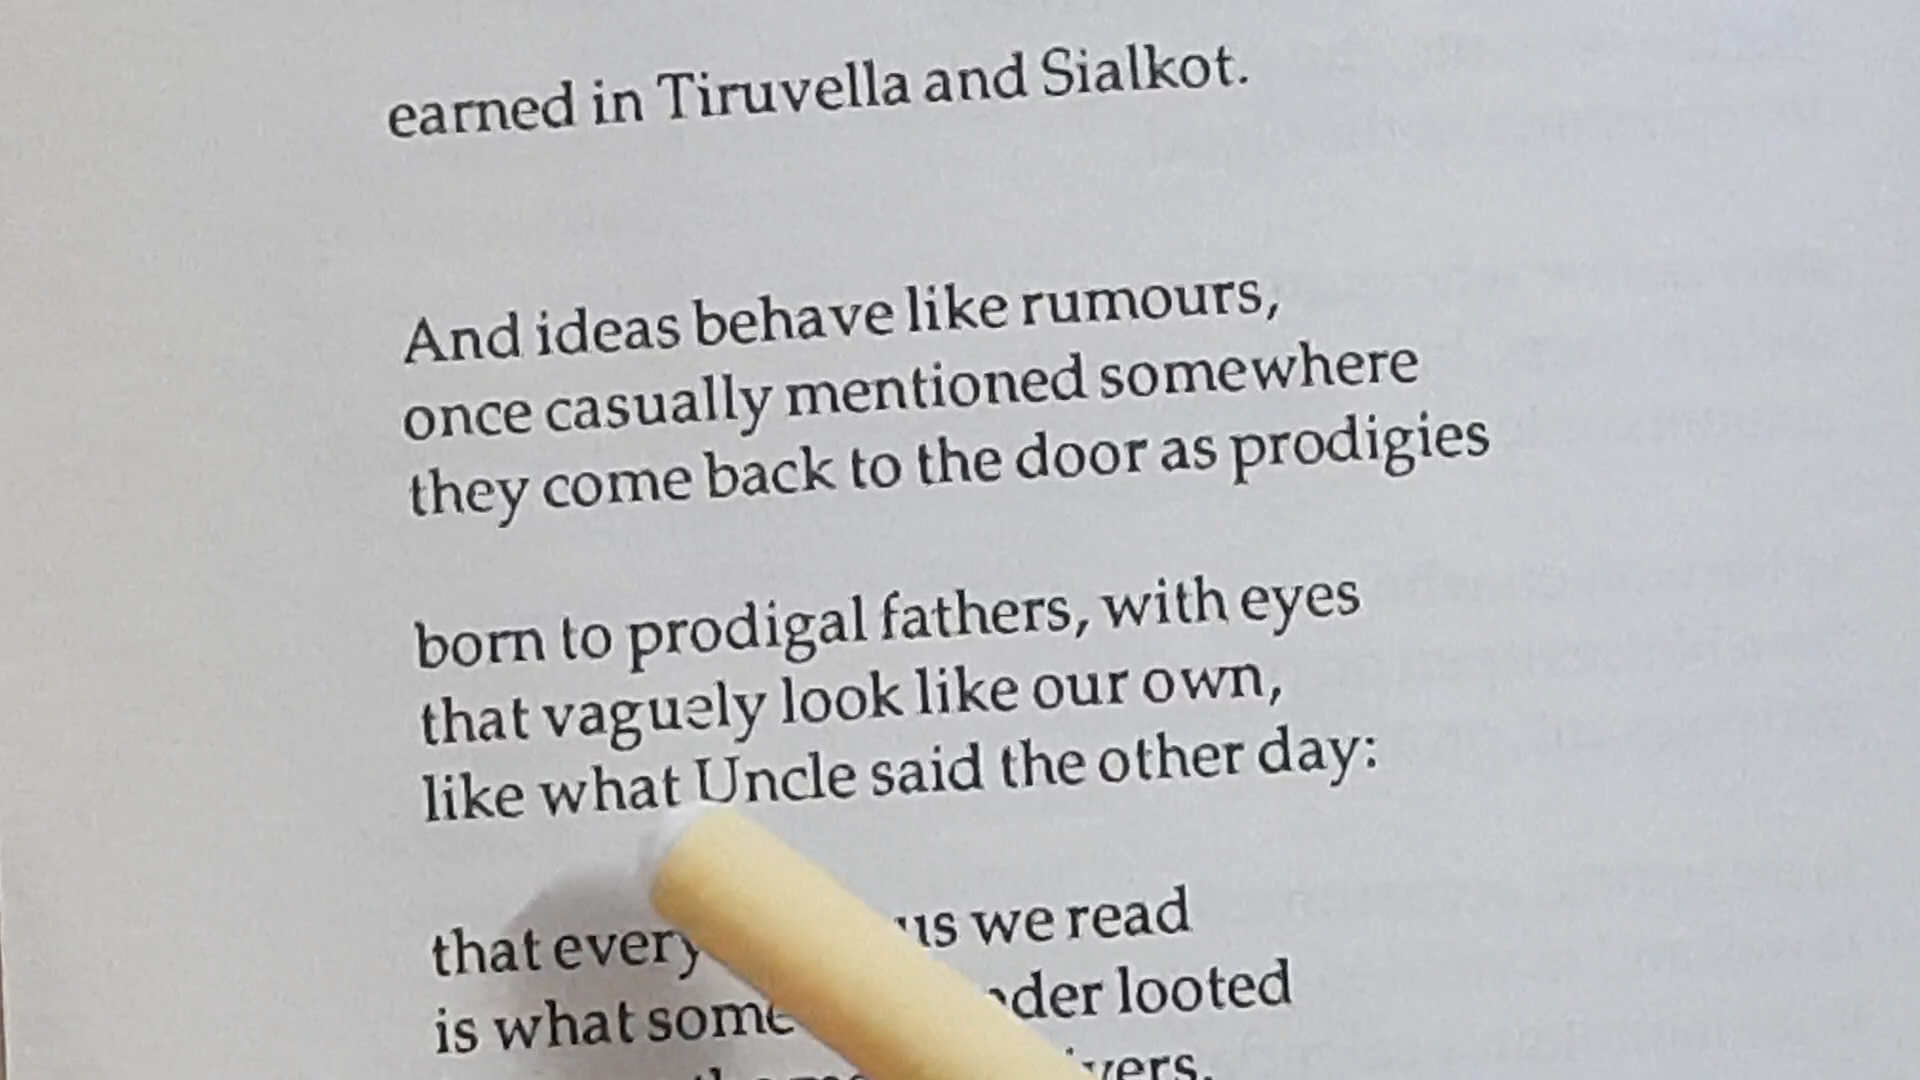 earned in Tiruvella and Sialkot.
And ideas behave like rumours,
once casually mentioned somewhere
they come back to the door as prodigies
born to prodigal fathers, with eyes
that vaguely look like our own,
like what Uncle said the other day:
that every we read
is what some looted